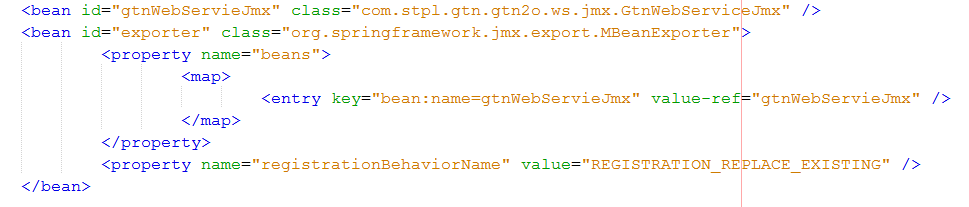 <bean id="gtnWebServieJmx" class="com.stpl.gtn.gtn2o.ws.jmx.GtnWebServiceJmx" />
<bean id="exporter" class="org.springframework.jmx.export.MBeanExporter">
<property name="beans">
<map>
<entry key="bean:name=gtnWebServieJmx" value-ref="gtnWebServieJmx" />
</map>
</property>
<property name="registrationBehaviorName" value="REGISTRATION_REPLACE_EXISTING" />
</bean>